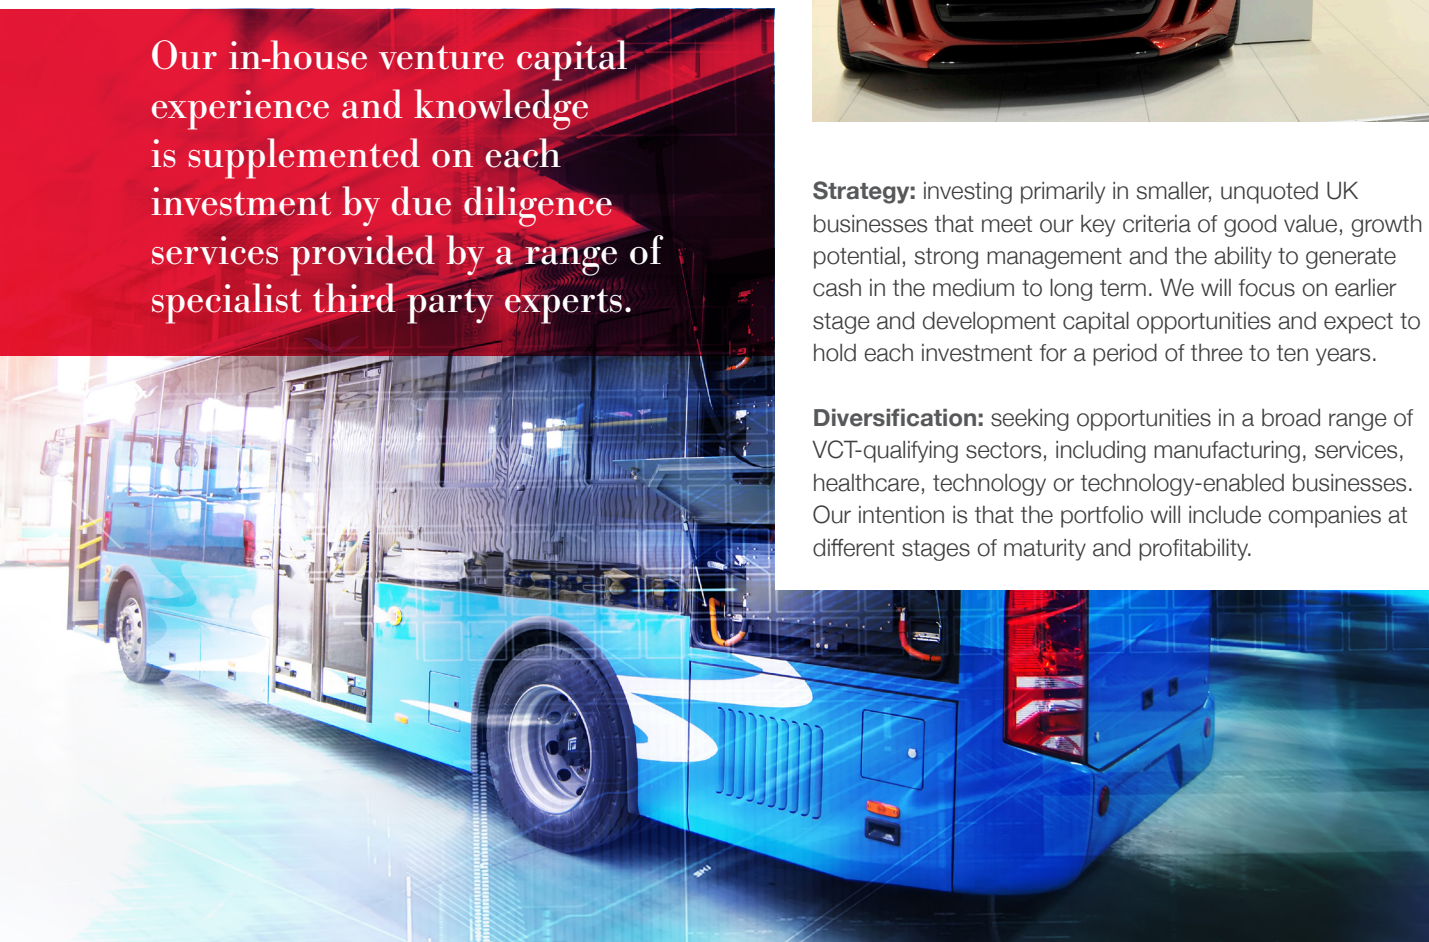 Our in-house venture capital
experience and knowledge
is supplemented on each
investment by due diligence
services provided by a range of
specialist third party experts.
Strategy: investing primarily in smaller, unquoted UK
businesses that meet our key criteria of good value, growth
potential, strong management and the ability to generate
cash in the medium to long term. We will focus on earlier
stage and development capital opportunities and expect to
hold each investment for a period of three to ten years.
Diversification: seeking opportunities in a broad range of
VCT-qualifying sectors, including manufacturing, services,
healthcare, technology or technology-enabled businesses.
Our intention is that the portfolio will include companies at
different stages of maturity and profitability.